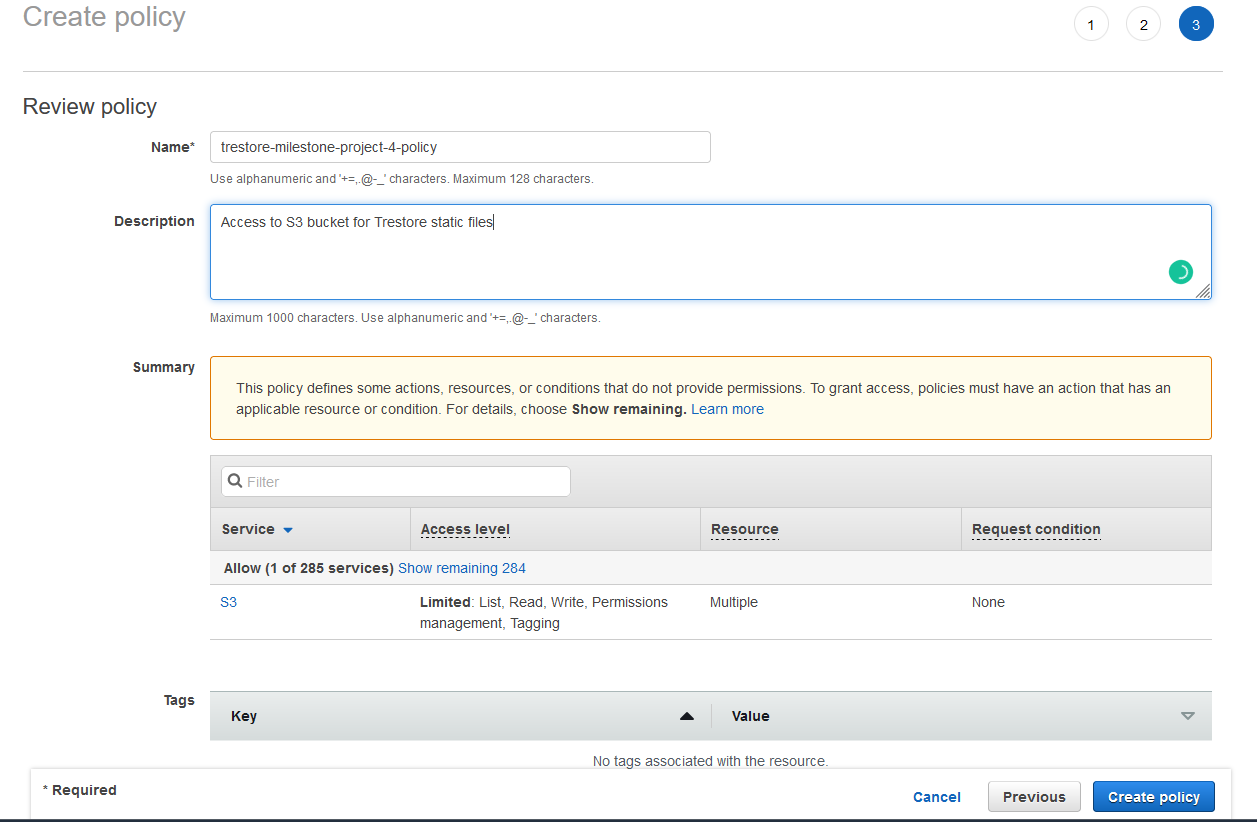 Create policy
1 2 3
Review policy
Name* trestore-milestone-project-4-policy
Use alphanumeric and '+=,.@-_' characters. Maximum 128 characters.
Description Access to S3 bucket for Trestore static files
Maximum 1000 characters. Use alphanumeric and '+=,.@-_' characters.
Summary
This policy defines some actions, resources, or conditions that do not provide permissions. To grant access, policies must have an action that has an
applicable resource or condition. For details, choose Show remaining. Learn more
Filter
Service Access level Resource Request condition
Allow (1 of 285 services) Show remaining 284
S3 Limited: List, Read, Write, Permissions Multiple None
management, Tagging
Tags
Key Value
No tags associated with the resource.
* Required Cancel Previous Create policy